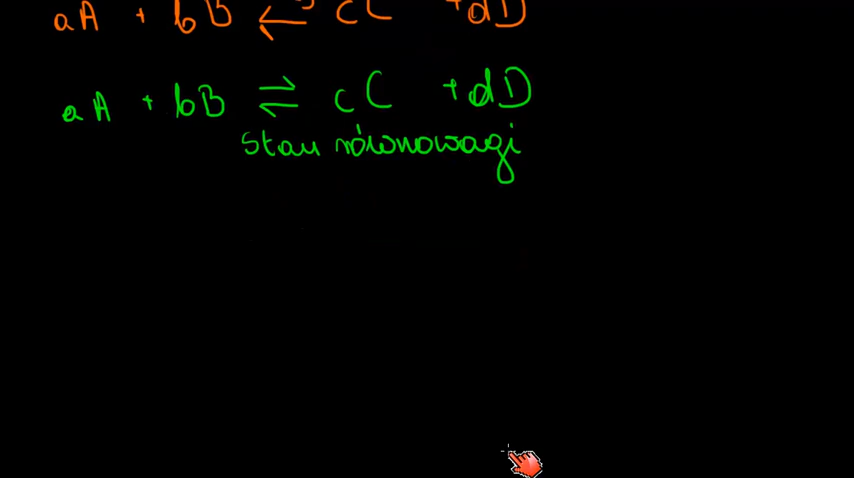 aA + bB ⇄ cC + dD
aA + bB ⇌ cC + dD
stan równowagi